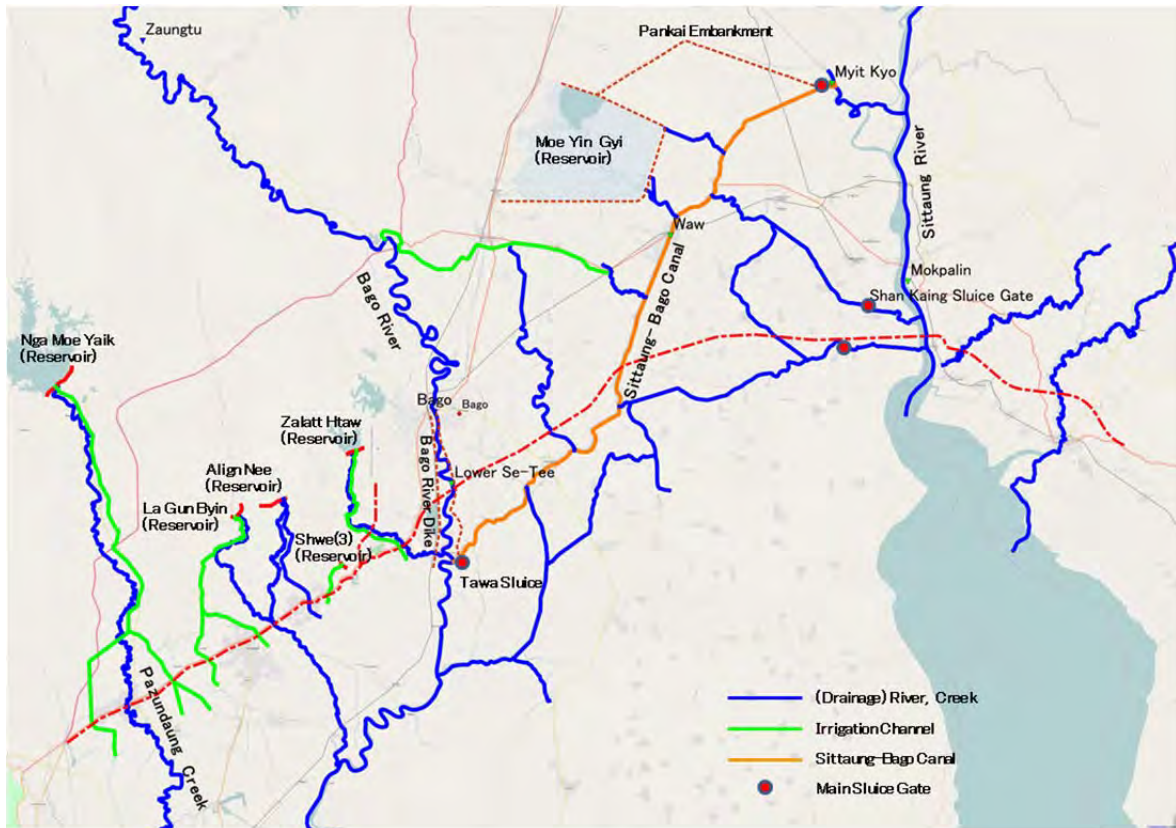 Zaungtu
Pankai Embankment
Myit Kyo
Moe Yin Gyi
(Reservoir)
Sittaung River
Waw
Bago River
Sittaung-Bago Canal
Mokpalin
Shan Kaing Sluice Gate
Nga Moe Yaik
(Reservoir)
Bago
Bago
Zalatt Htaw
(Reservoir)
Align Nee
(Reservoir)
Bago River Dike
Lower Se-Tee
La Gun Byin
(Reservoir)
Shwe(3)
(Reservoir)
Tawa Sluice
Pazundaung Creek
(Drainage) River, Creek
Irrigation Channel
Sittaung-Bago Canal
Main Sluice Gate